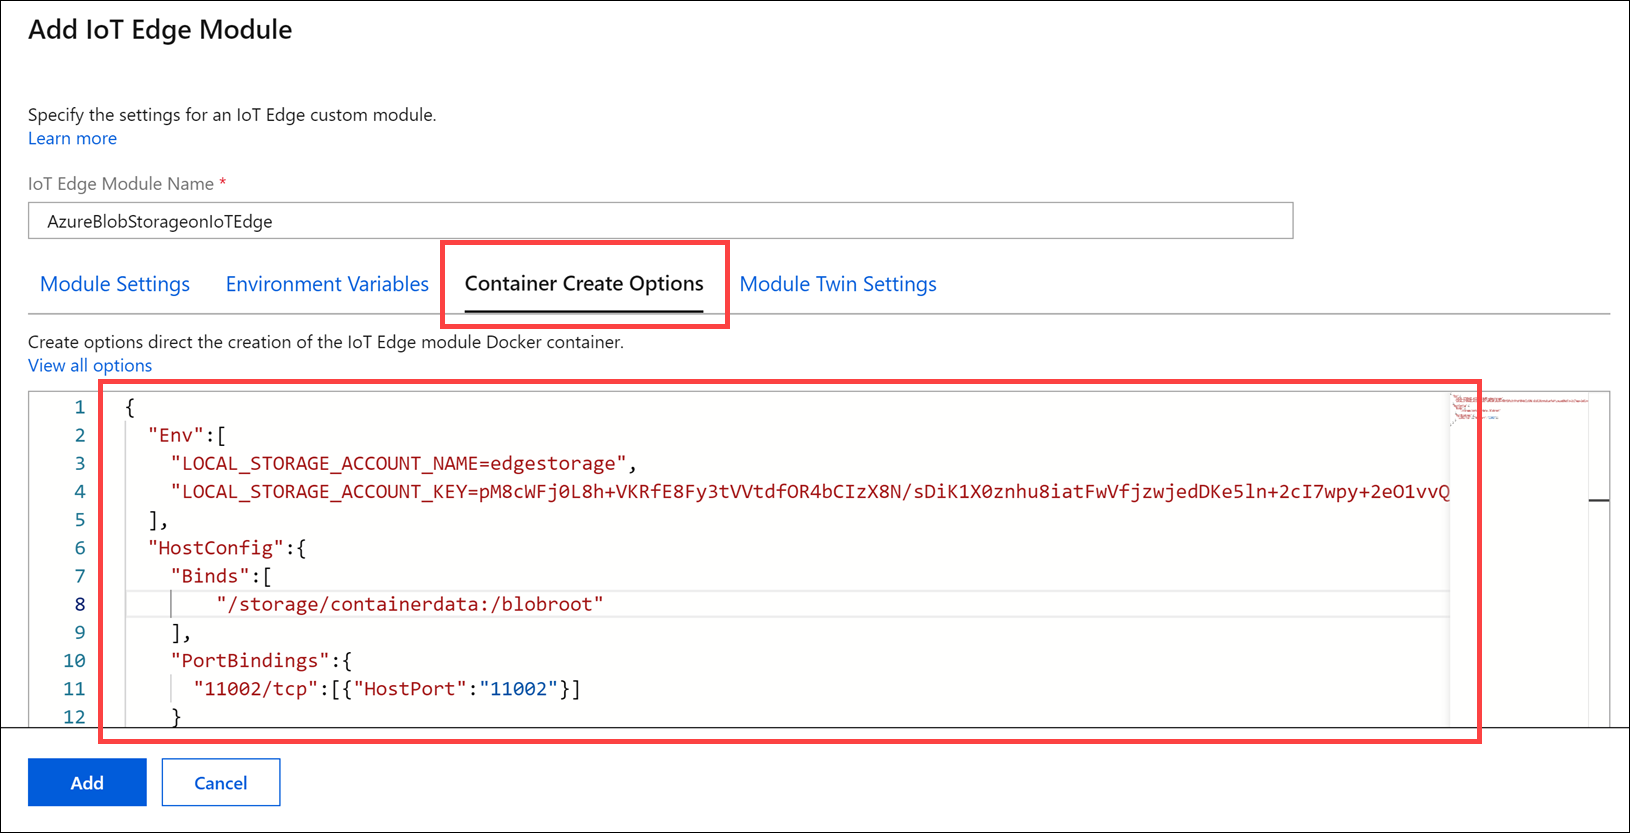 Add IoT Edge Module
Specify the settings for an IoT Edge custom module.
Learn more
IoT Edge Module Name *
AzureBlobStorageonIoTEdge
Module Settings Environment Variables Container Create Options Module Twin Settings
Create options direct the creation of the IoT Edge module Docker container.
View all options
1 {
2 "Env":[
3 "LOCAL_STORAGE_ACCOUNT_NAME=edgestorage",
4 "LOCAL_STORAGE_ACCOUNT_KEY=pM8cWFj0L8h+VKRfE8Fy3tVVtdfOR4bCIzX8N/sDiK1X0znhu8iatFwVfjzwjedDKe5ln+2cI7wpy+2eO1vvQ
5 ],
6 "HostConfig":{
7 "Binds":[
8 "/storage/containerdata:/blobroot"
9 ],
10 "PortBindings":{
11 "11002/tcp":[{"HostPort":"11002"}]
12 }
Add Cancel